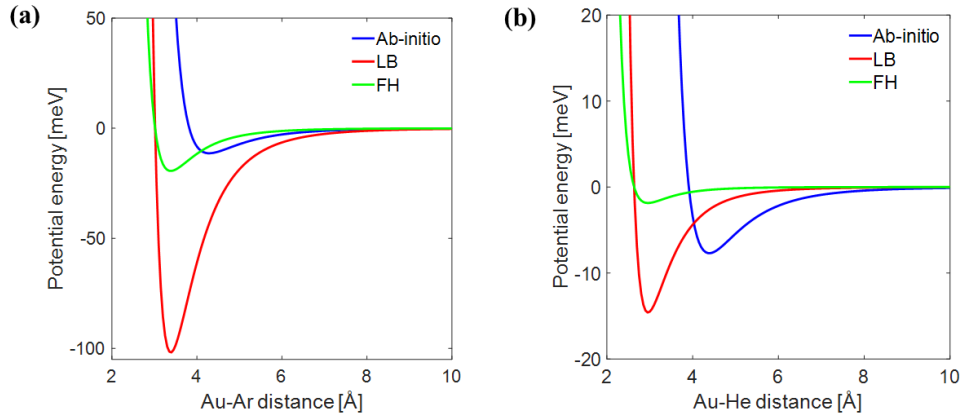 (a)
50
0
-50
-100
Potential energy [meV]
Ab-initio
LB
FH
2
4
6
8
10
Au-Ar distance [Å]
(b)
20
10
0
-10
-20
Potential energy [meV]
Ab-initio
LB
FH
2
4
6
8
10
Au-He distance [Å]